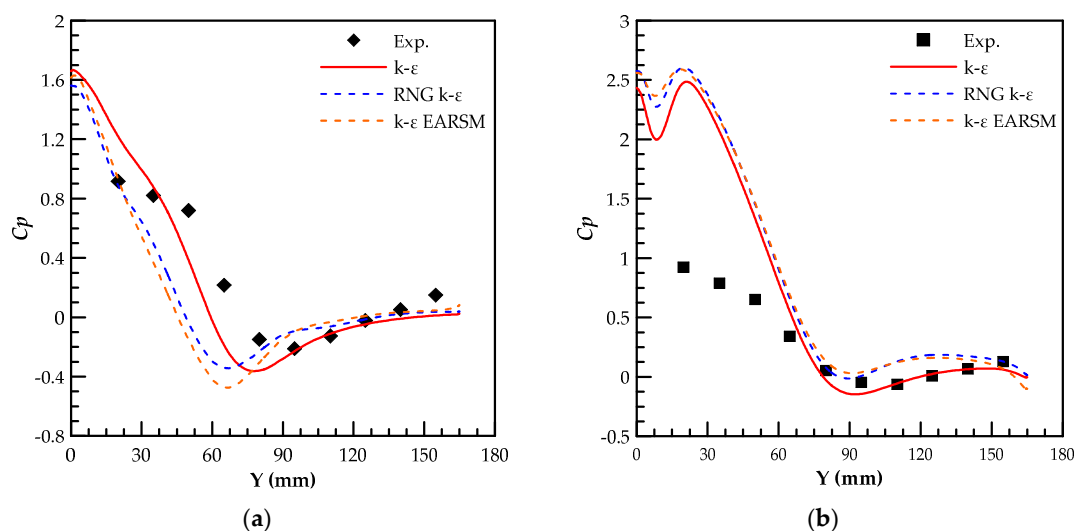 2
1.6
1.2
0.8
0.4
0
-0.4
-0.8
Cp
0 30 60 90 120 150 180
Y (mm)
Exp.
k-ε
RNG k-ε
k-ε EARSM
(a)
3
2.5
2
1.5
1
0.5
0
-0.5
Cp
0 30 60 90 120 150 180
Y (mm)
Exp.
k-ε
RNG k-ε
k-ε EARSM
(b)